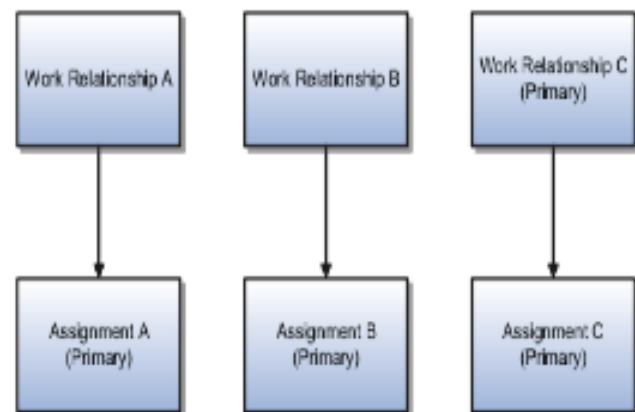 Work Relationship A
Work Relationship B
Work Relationship C
(Primary)
Assignment A
(Primary)
Assignment B
(Primary)
Assignment C
(Primary)